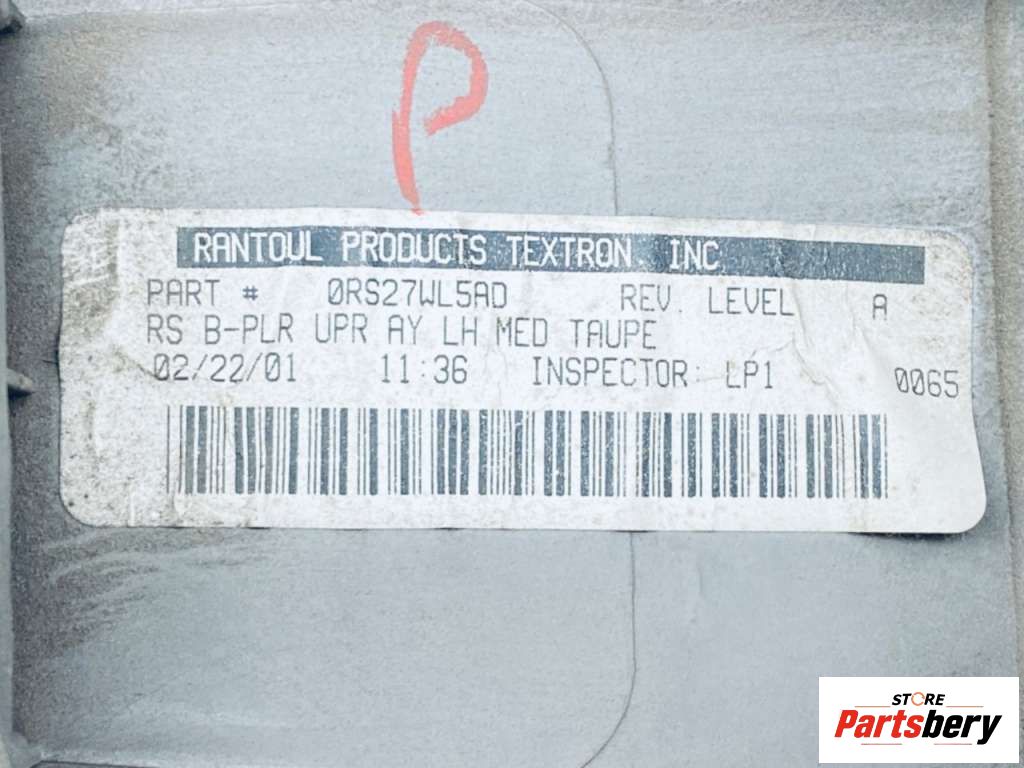 P
RANTOUL PRODUCTS TEXTRON. INC
PART # 0RS27WL5AD REV. LEVEL A
RS B-PLR UPR AY LH MED TAUPE
02/22/01 11:36 INSPECTOR: LP1 0065
STORE
Partsbery